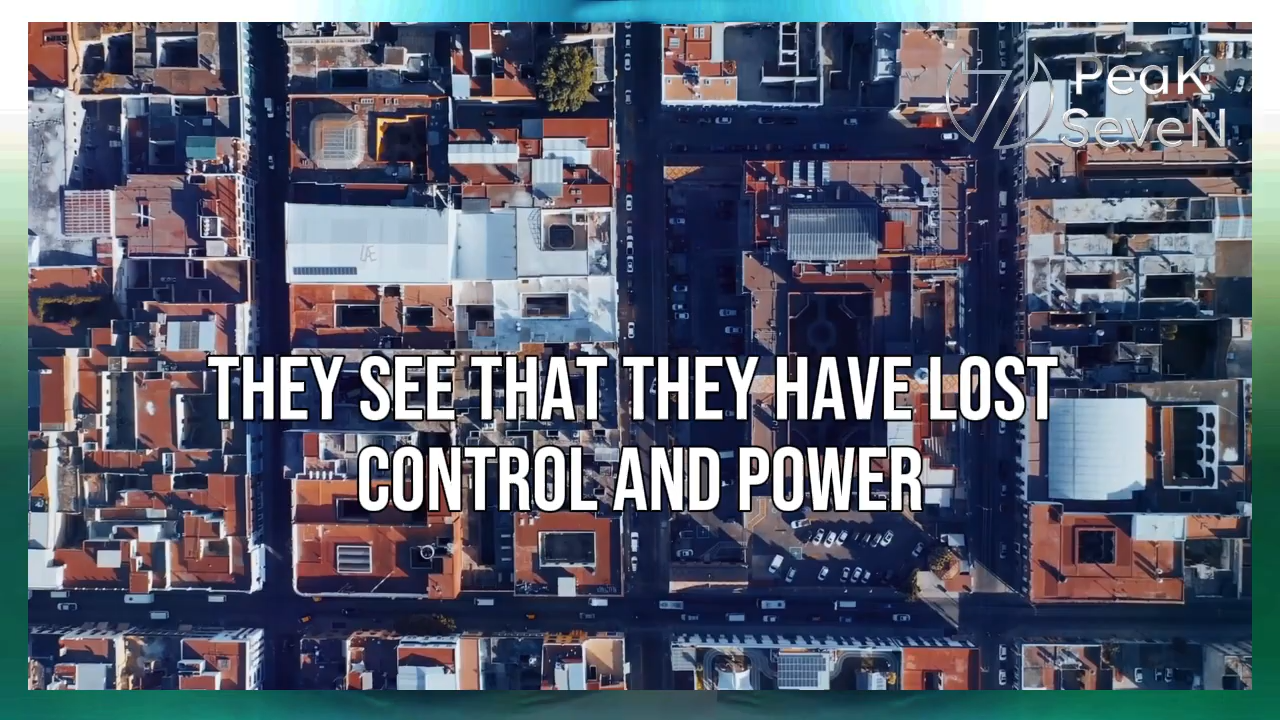 PeaK
SeveN
THEY SEE THAT THEY HAVE LOST
CONTROL AND POWER